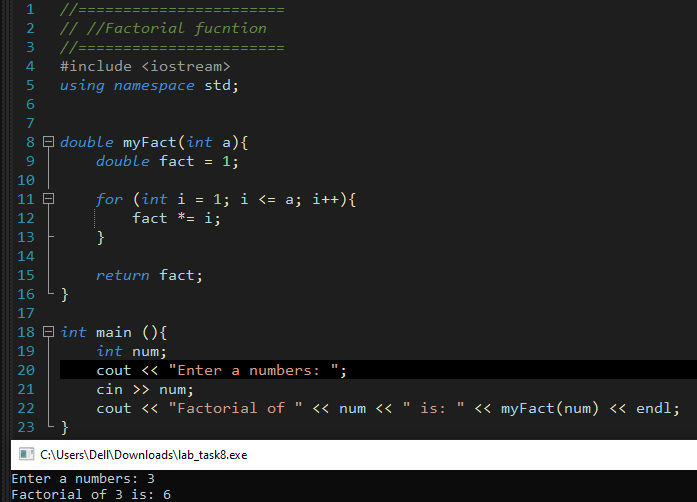 1 //=======================
2 // //Factorial fucntion
3 //=======================
4 #include <iostream>
5 using namespace std;
6
7
8 double myFact(int a){
9     double fact = 1;
10
11     for (int i = 1; i <= a; i++){
12         fact *= i;
13     }
14
15     return fact;
16 }
17
18 int main (){
19     int num;
20     cout << "Enter a numbers: ";
21     cin >> num;
22     cout << "Factorial of " << num << " is: " << myFact(num) << endl;
23 }
C:\Users\Dell\Downloads\lab_task8.exe
Enter a numbers: 3
Factorial of 3 is: 6